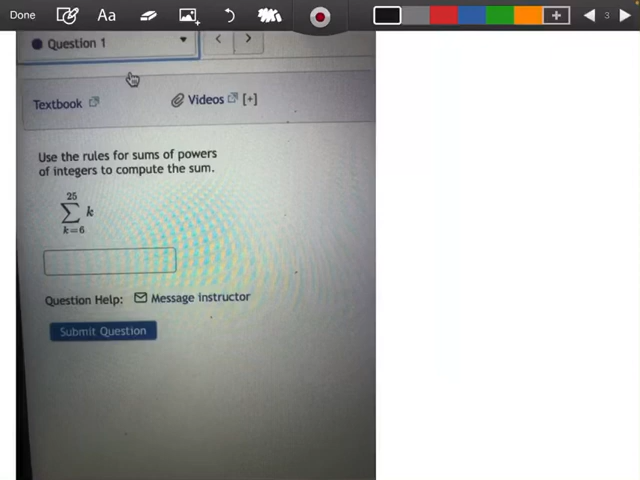 Done
Aa
3
Question 1
Textbook
Videos [+]
Use the rules for sums of powers
of integers to compute the sum.
25
∑ k
k=6
Question Help: Message instructor
Submit Question